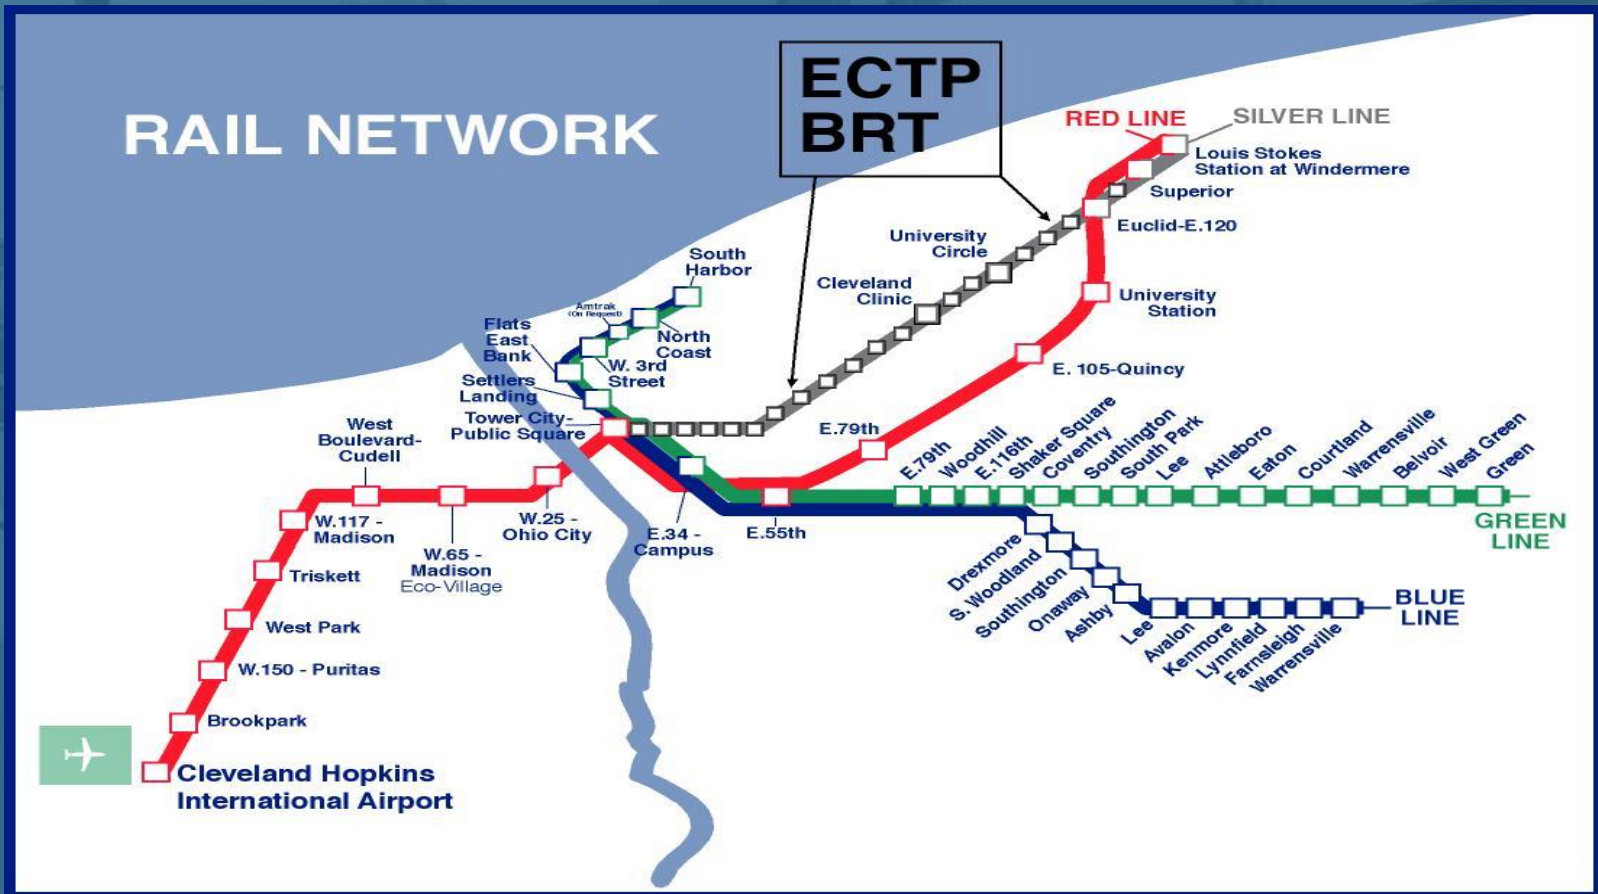 RAIL NETWORK
ECTP
BRT
RED LINE
SILVER LINE
Louis Stokes
Station at Windermere
Superior
Euclid-E.120
University
Circle
Cleveland
Clinic
University
Station
E. 105-Quincy
E.79th
South
Harbor
Amtrak
(On Request)
North
Coast
Flats
East
Bank
W. 3rd
Street
Settlers
Landing
Tower City-
Public Square
West
Boulevard-
Cudell
W.117 -
Madison
W.65 -
Madison
Eco-Village
W.25 -
Ohio City
E.34 -
Campus
E.55th
Triskett
West Park
W.150 - Puritas
Brookpark
Cleveland Hopkins
International Airport
E.79th
Woodhill
E.116th
Shaker Square
Coventry
Southington
South Park
Lee
Attleboro
Eaton
Courtland
Warrensville
Belvoir
West Green
Green
GREEN
LINE
Drexmore
S. Woodland
Southington
Onaway
Ashby
Lee
Avalon
Kenmore
Lynnfield
Farnsleigh
Warrensville
BLUE
LINE